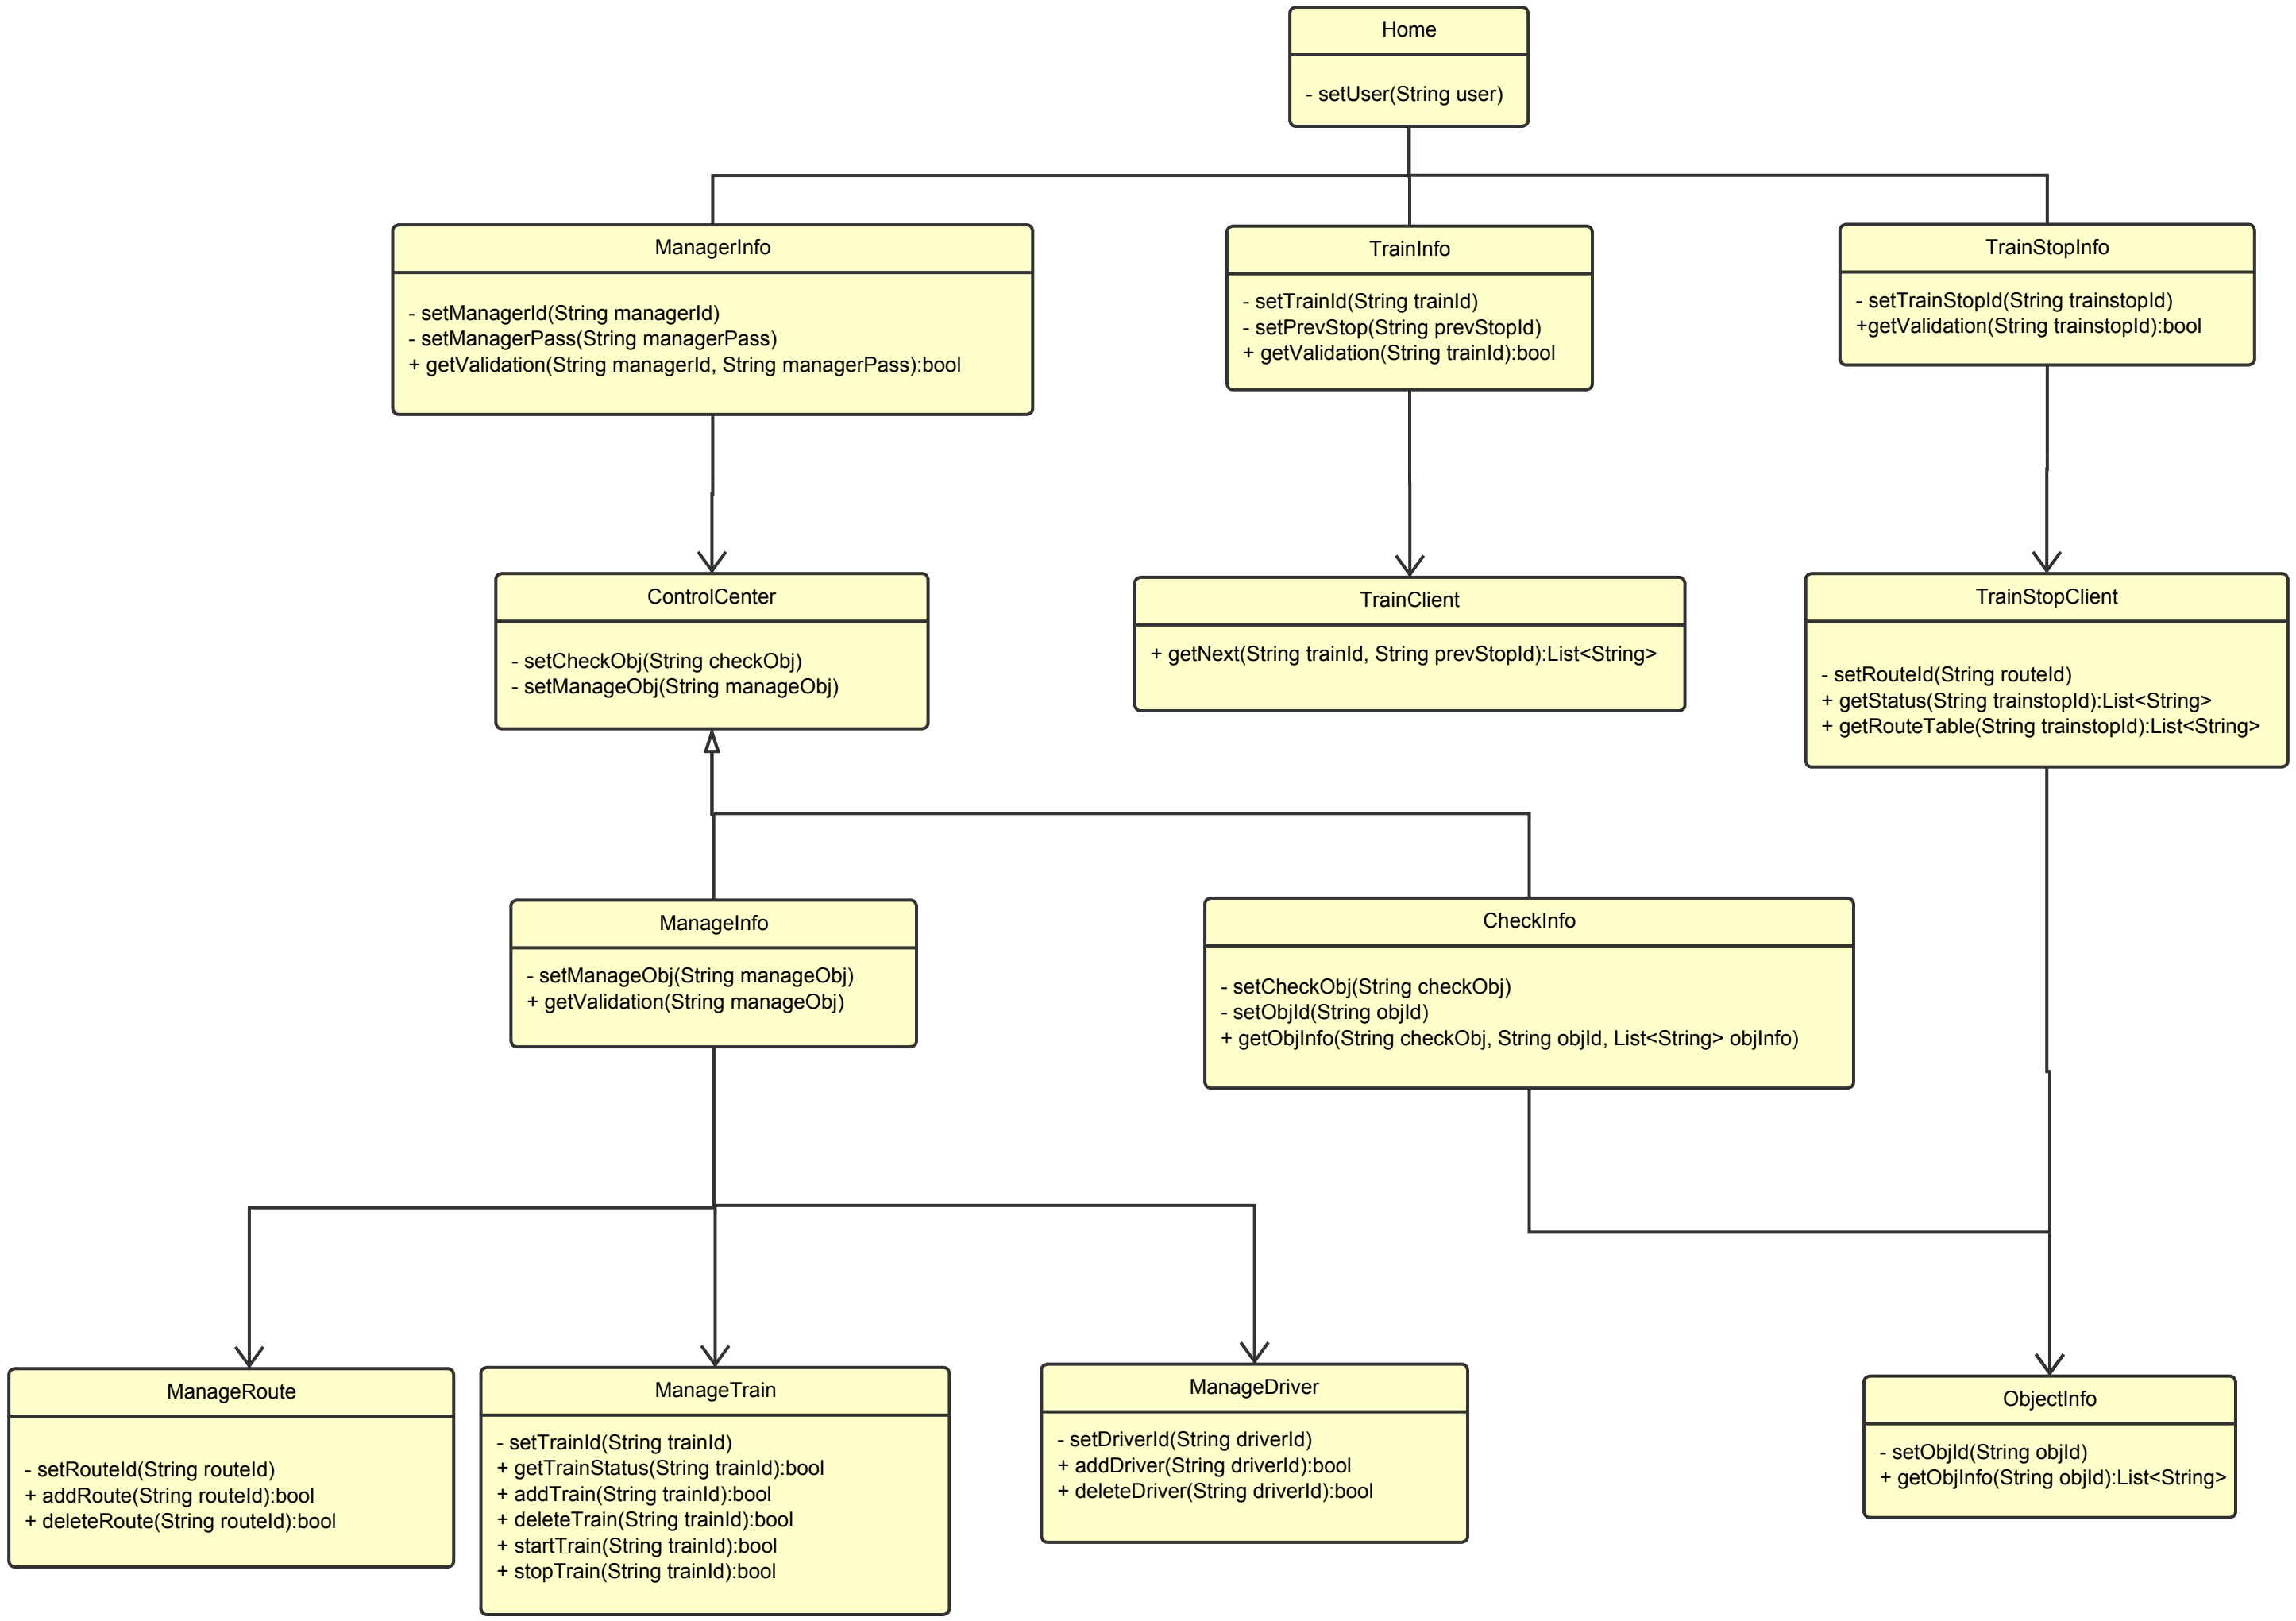 Home
- setUser(String user)
ManagerInfo
- setManagerId(String managerId)
- setManagerPass(String managerPass)
+ getValidation(String managerId, String managerPass):bool
TrainInfo
- setTrainId(String trainId)
- setPrevStop(String prevStopId)
+ getValidation(String trainId):bool
TrainStopInfo
- setTrainStopId(String trainstopId)
+getValidation(String trainstopId):bool
ControlCenter
- setCheckObj(String checkObj)
- setManageObj(String manageObj)
TrainClient
+ getNext(String trainId, String prevStopId):List<String>
TrainStopClient
- setRouteId(String routeId)
+ getStatus(String trainstopId):List<String>
+ getRouteTable(String trainstopId):List<String>
ManageInfo
- setManageObj(String manageObj)
+ getValidation(String manageObj)
CheckInfo
- setCheckObj(String checkObj)
- setObjId(String objId)
+ getObjInfo(String checkObj, String objId, List<String> objInfo)
ManageRoute
- setRouteId(String routeId)
+ addRoute(String routeId):bool
+ deleteRoute(String routeId):bool
ManageTrain
- setTrainId(String trainId)
+ getTrainStatus(String trainId):bool
+ addTrain(String trainId):bool
+ deleteTrain(String trainId):bool
+ startTrain(String trainId):bool
+ stopTrain(String trainId):bool
ManageDriver
- setDriverId(String driverId)
+ addDriver(String driverId):bool
+ deleteDriver(String driverId):bool
ObjectInfo
- setObjId(String objId)
+ getObjInfo(String objId):List<String>